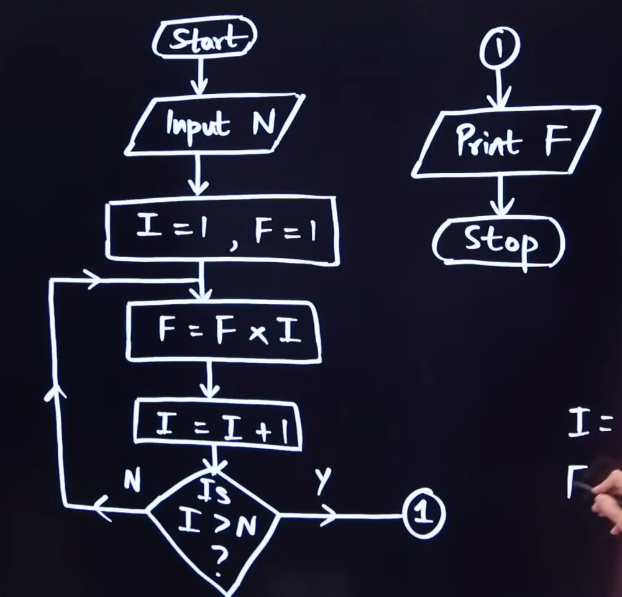 Start
Input N
I = 1 , F = 1
F = F x I
I = I + 1
Is
I > N
?
N
Y
1
1
Print F
Stop
I =